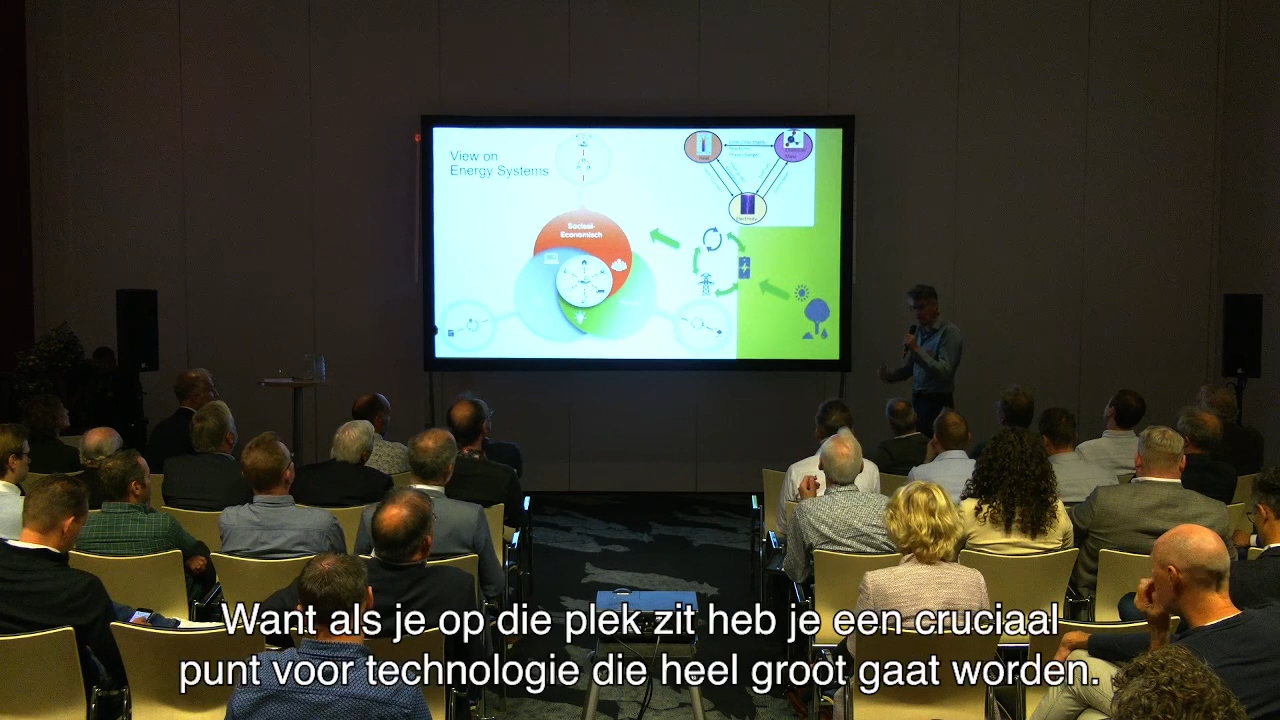 View on
Energy Systems
Sociaal-
Economisch
Electricity
Want als je op die plek zit heb je een cruciaal
punt voor technologie die heel groot gaat worden.